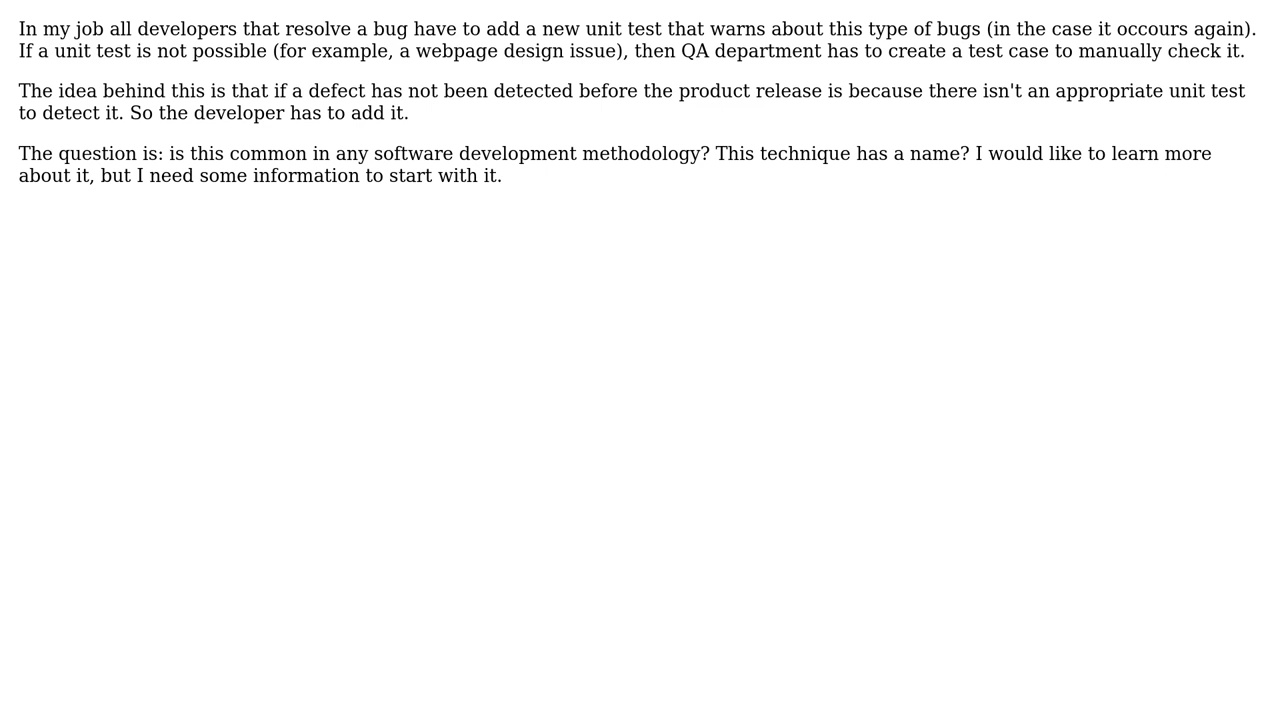 In my job all developers that resolve a bug have to add a new unit test that warns about this type of bugs (in the case it occours again).
If a unit test is not possible (for example, a webpage design issue), then QA department has to create a test case to manually check it.
The idea behind this is that if a defect has not been detected before the product release is because there isn't an appropriate unit test
to detect it. So the developer has to add it.
The question is: is this common in any software development methodology? This technique has a name? I would like to learn more
about it, but I need some information to start with it.